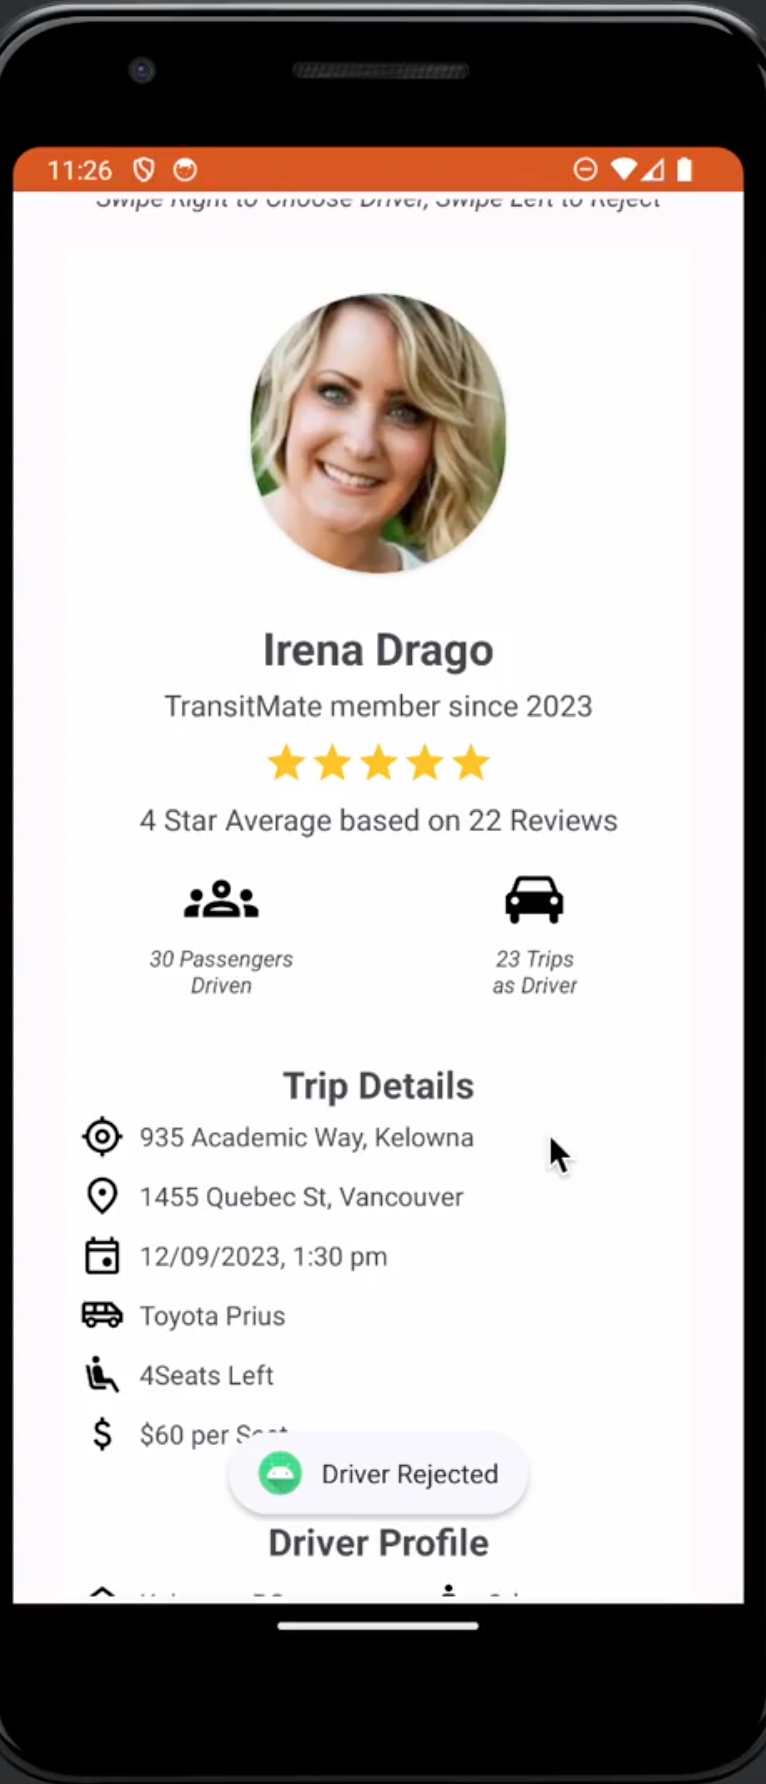 11:26
Swipe Right to Choose Driver, Swipe Left to Reject
Irena Drago
TransitMate member since 2023
4 Star Average based on 22 Reviews
30 Passengers
Driven
23 Trips
as Driver
Trip Details
935 Academic Way, Kelowna
1455 Quebec St, Vancouver
12/09/2023, 1:30 pm
Toyota Prius
4Seats Left
$60 per Seat
Driver Rejected
Driver Profile